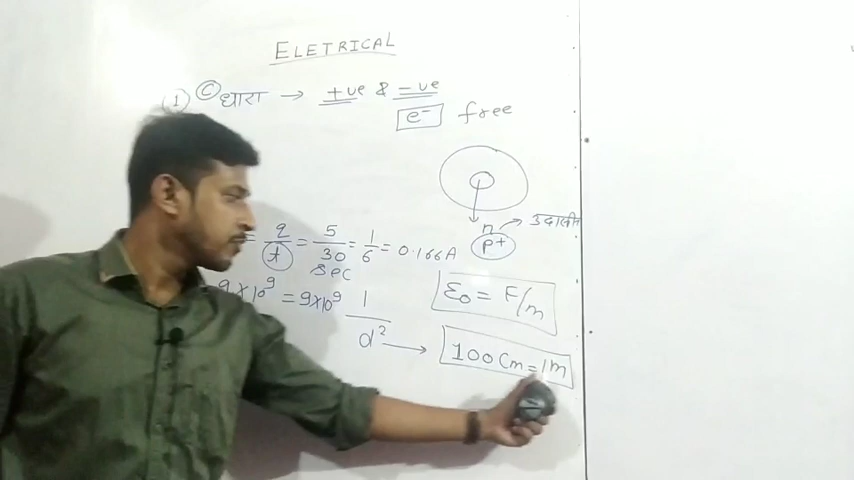 ELETRICAL
(1) (C) धारा → +ve & -ve
e⁻ free
n → उदासीन
p+
= q/t = 5/30 sec = 1/6 = 0.166A
ε₀ = F/m
9×10⁹ = 9×10⁹ 1/d² →
100 Cm = 1m